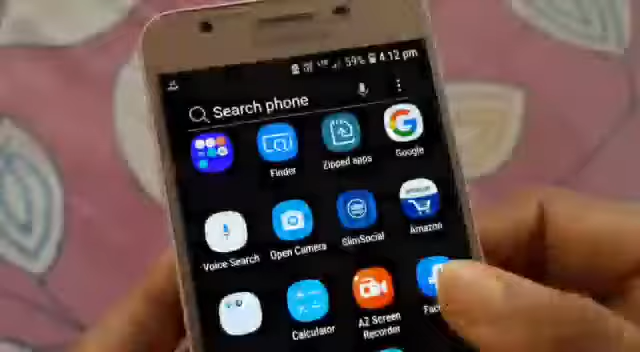 59% 4:12 pm
Search phone
Finder
Zipped apps
Google
Voice Search
Open Camera
SlimSocial
Amazon
Calculator
AZ Screen
Recorder